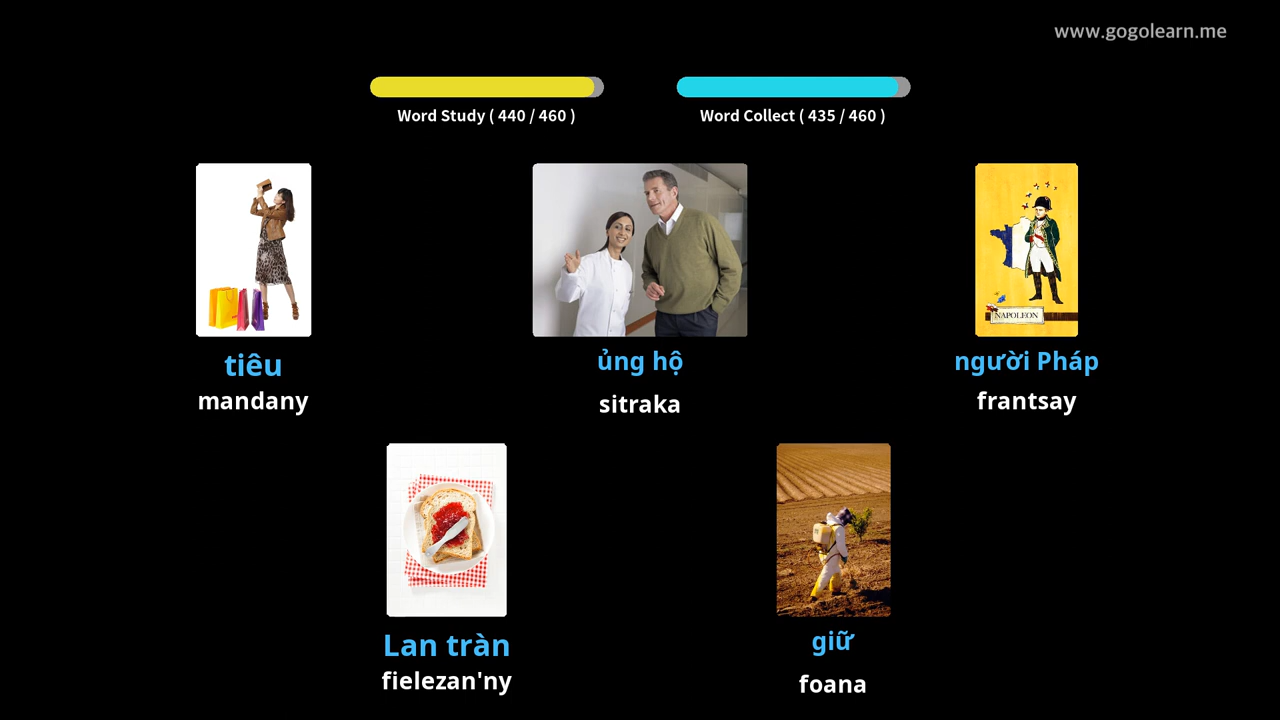 www.gogolearn.me
Word Study ( 440 / 460 )
Word Collect ( 435 / 460 )
NAPOLEON
tiêu
mandany
ủng hộ
sitraka
người Pháp
frantsay
Lan tràn
fielezan'ny
giữ
foana